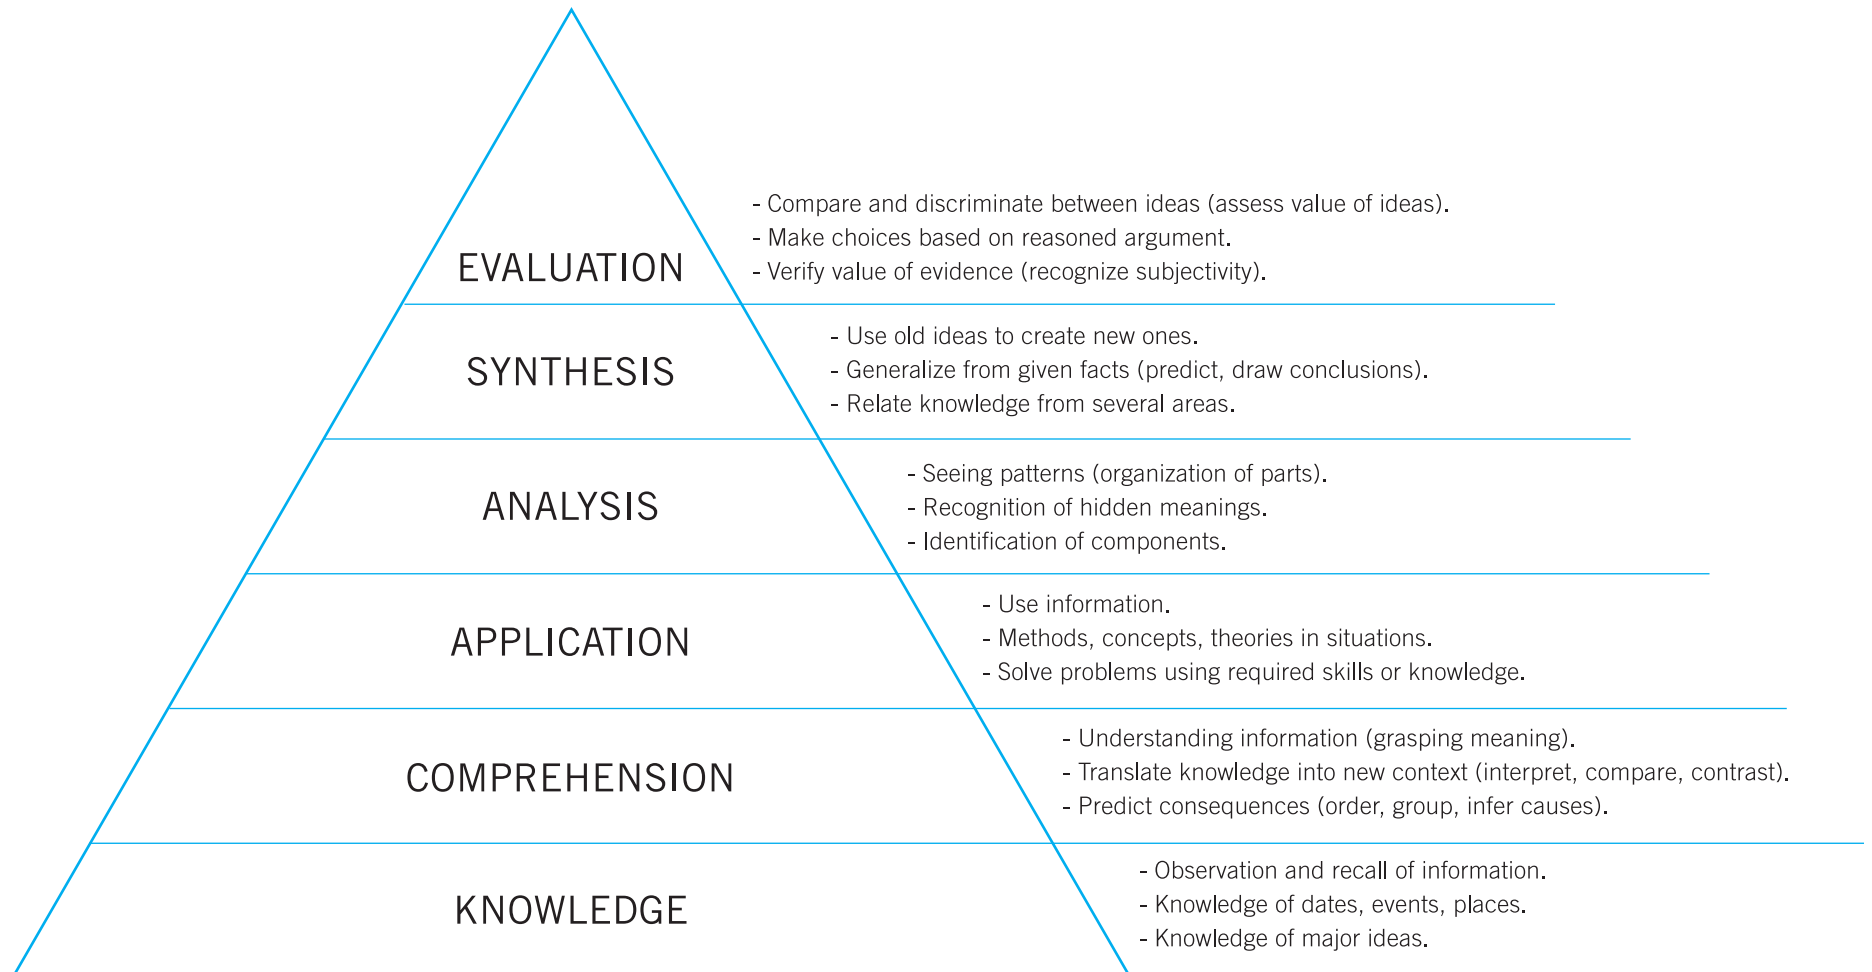 - Compare and discriminate between ideas (assess value of ideas).
- Make choices based on reasoned argument.
- Verify value of evidence (recognize subjectivity).
EVALUATION
- Use old ideas to create new ones.
- Generalize from given facts (predict, draw conclusions).
- Relate knowledge from several areas.
SYNTHESIS
- Seeing patterns (organization of parts).
- Recognition of hidden meanings.
- Identification of components.
ANALYSIS
- Use information.
- Methods, concepts, theories in situations.
- Solve problems using required skills or knowledge.
APPLICATION
- Understanding information (grasping meaning).
- Translate knowledge into new context (interpret, compare, contrast).
- Predict consequences (order, group, infer causes).
COMPREHENSION
- Observation and recall of information.
- Knowledge of dates, events, places.
- Knowledge of major ideas.
KNOWLEDGE